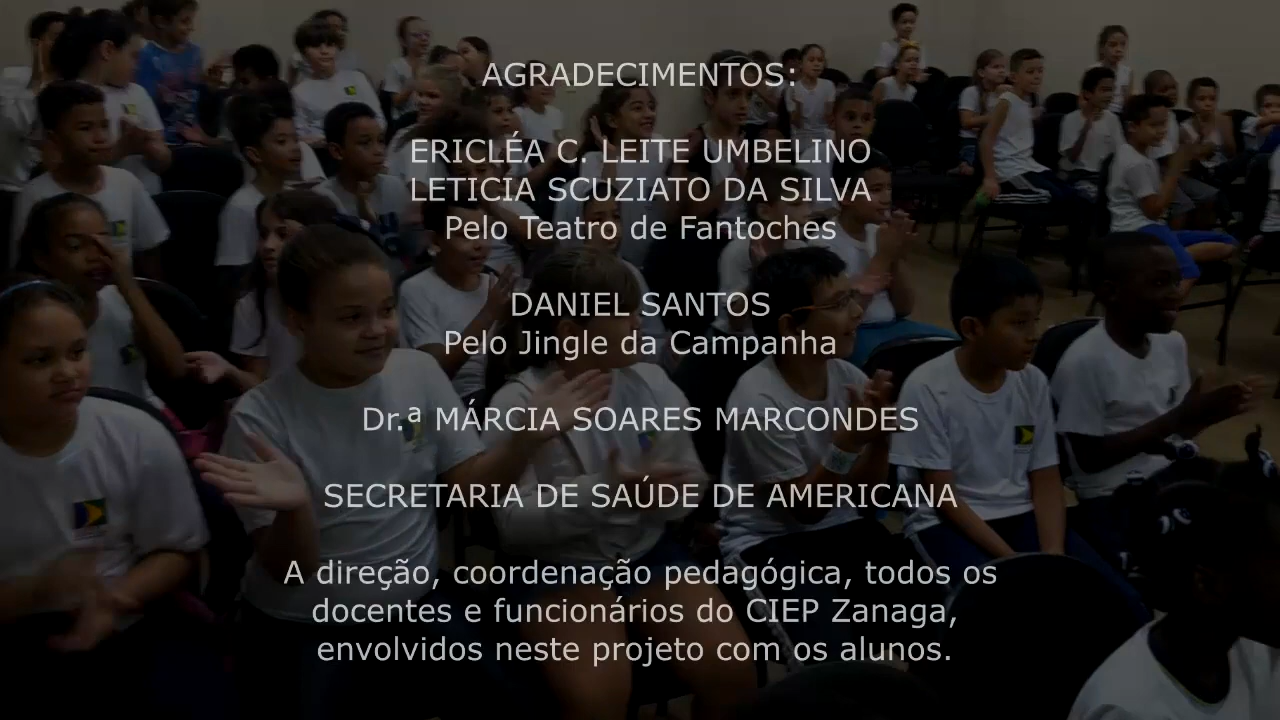 AGRADECIMENTOS:
ERICLÉA C. LEITE UMBELINO
LETICIA SCUZIATO DA SILVA
Pelo Teatro de Fantoches
DANIEL SANTOS
Pelo Jingle da Campanha
Dr.ª MÁRCIA SOARES MARCONDES
SECRETARIA DE SAÚDE DE AMERICANA
A direção, coordenação pedagógica, todos os
docentes e funcionários do CIEP Zanaga,
envolvidos neste projeto com os alunos.